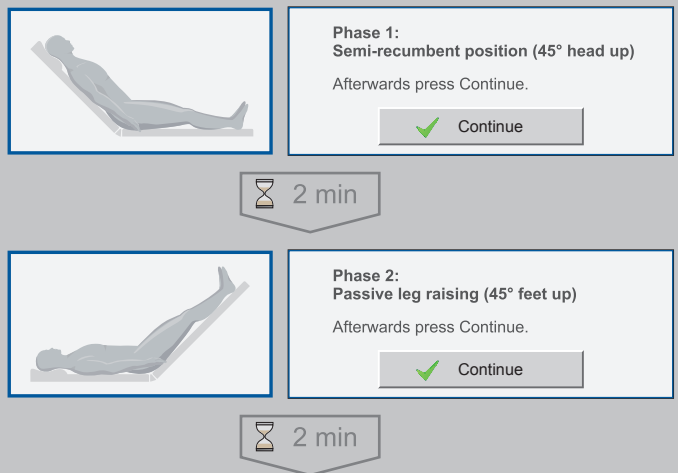 Phase 1:
Semi-recumbent position (45° head up)
Afterwards press Continue.
Continue
2 min
Phase 2:
Passive leg raising (45° feet up)
Afterwards press Continue.
Continue
2 min